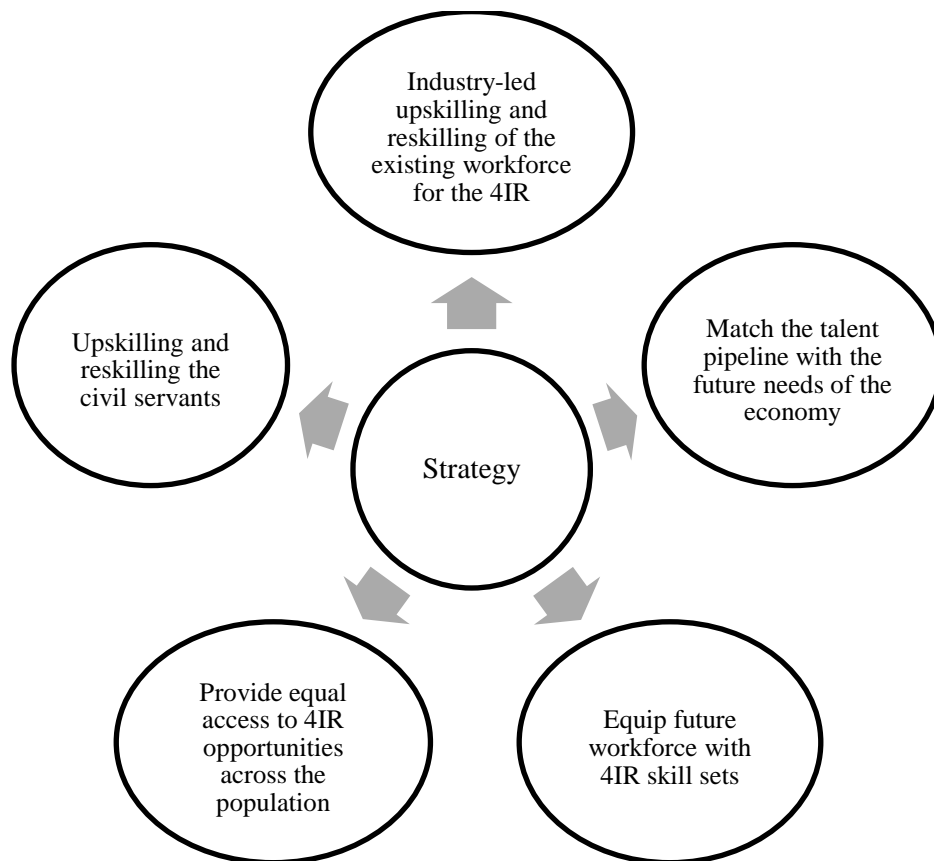 Industry-led
upskilling and
reskilling of the
existing workforce
for the 4IR
Upskilling and
reskilling the
civil servants
Match the talent
pipeline with the
future needs of the
economy
Strategy
Provide equal
access to 4IR
opportunities
across the
population
Equip future
workforce with
4IR skill sets